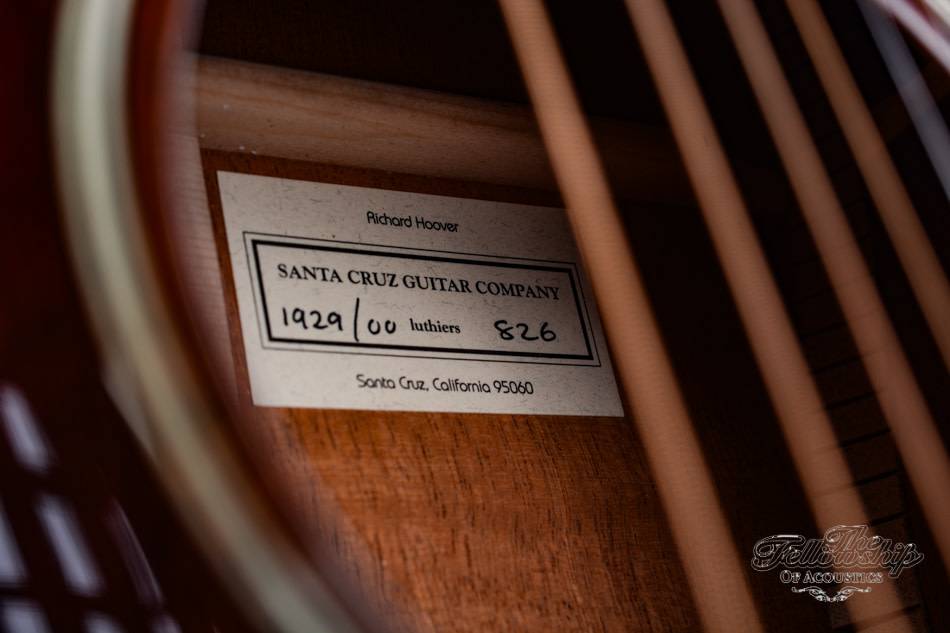 Richard Hoover
SANTA CRUZ GUITAR COMPANY
1929/00 luthiers 826
Santa Cruz, California 95060
The
Fellowship
OF ACOUSTICS